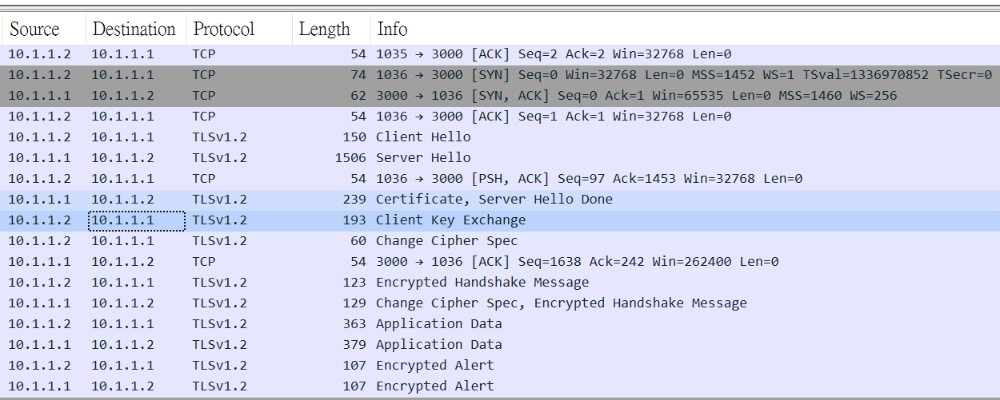 Source Destination Protocol Length Info
10.1.1.2 10.1.1.1 TCP 54 1035 → 3000 [ACK] Seq=2 Ack=2 Win=32768 Len=0
10.1.1.2 10.1.1.1 TCP 74 1036 → 3000 [SYN] Seq=0 Win=32768 Len=0 MSS=1452 WS=1 TSval=1336970852 TSecr=0
10.1.1.1 10.1.1.2 TCP 62 3000 → 1036 [SYN, ACK] Seq=0 Ack=1 Win=65535 Len=0 MSS=1460 WS=256
10.1.1.2 10.1.1.1 TCP 54 1036 → 3000 [ACK] Seq=1 Ack=1 Win=32768 Len=0
10.1.1.2 10.1.1.1 TLSv1.2 150 Client Hello
10.1.1.1 10.1.1.2 TLSv1.2 1506 Server Hello
10.1.1.2 10.1.1.1 TCP 54 1036 → 3000 [PSH, ACK] Seq=97 Ack=1453 Win=32768 Len=0
10.1.1.1 10.1.1.2 TLSv1.2 239 Certificate, Server Hello Done
10.1.1.2 10.1.1.1 TLSv1.2 193 Client Key Exchange
10.1.1.2 10.1.1.1 TLSv1.2 60 Change Cipher Spec
10.1.1.1 10.1.1.2 TCP 54 3000 → 1036 [ACK] Seq=1638 Ack=242 Win=262400 Len=0
10.1.1.2 10.1.1.1 TLSv1.2 123 Encrypted Handshake Message
10.1.1.1 10.1.1.2 TLSv1.2 129 Change Cipher Spec, Encrypted Handshake Message
10.1.1.2 10.1.1.1 TLSv1.2 363 Application Data
10.1.1.1 10.1.1.2 TLSv1.2 379 Application Data
10.1.1.2 10.1.1.1 TLSv1.2 107 Encrypted Alert
10.1.1.1 10.1.1.2 TLSv1.2 107 Encrypted Alert